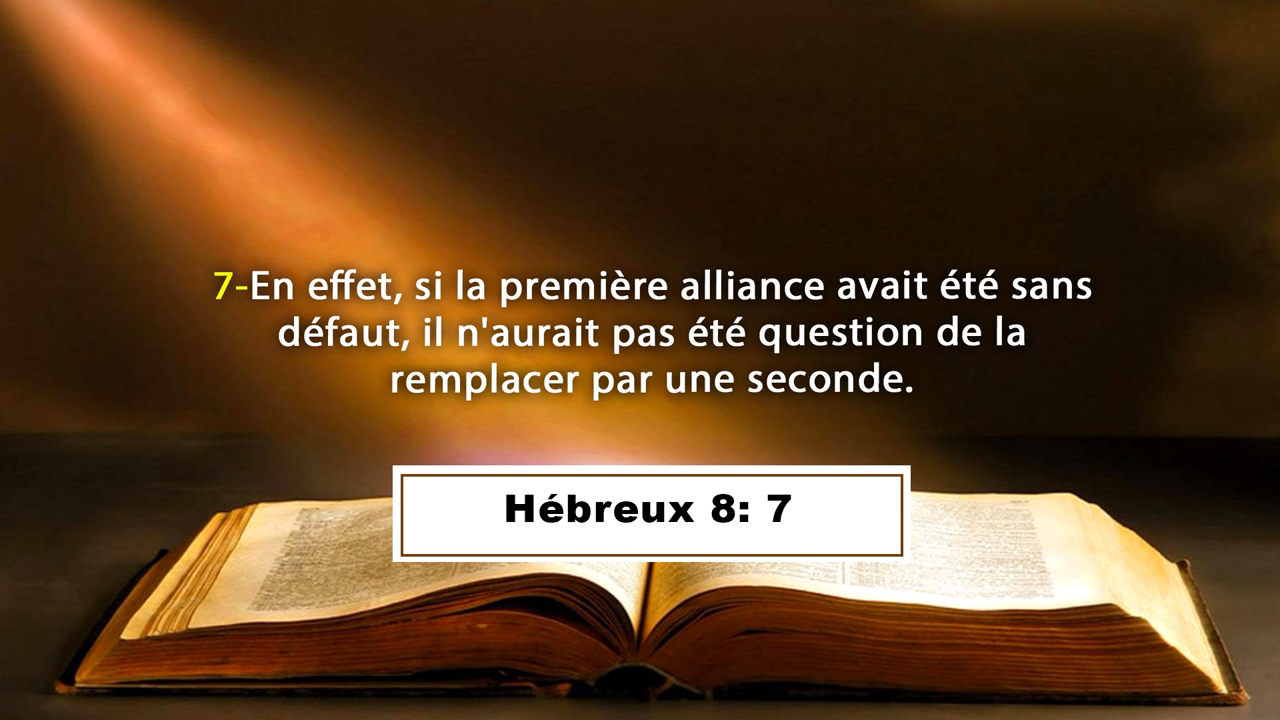 7-En effet, si la première alliance avait été sans
défaut, il n'aurait pas été question de la
remplacer par une seconde.
Hébreux 8: 7